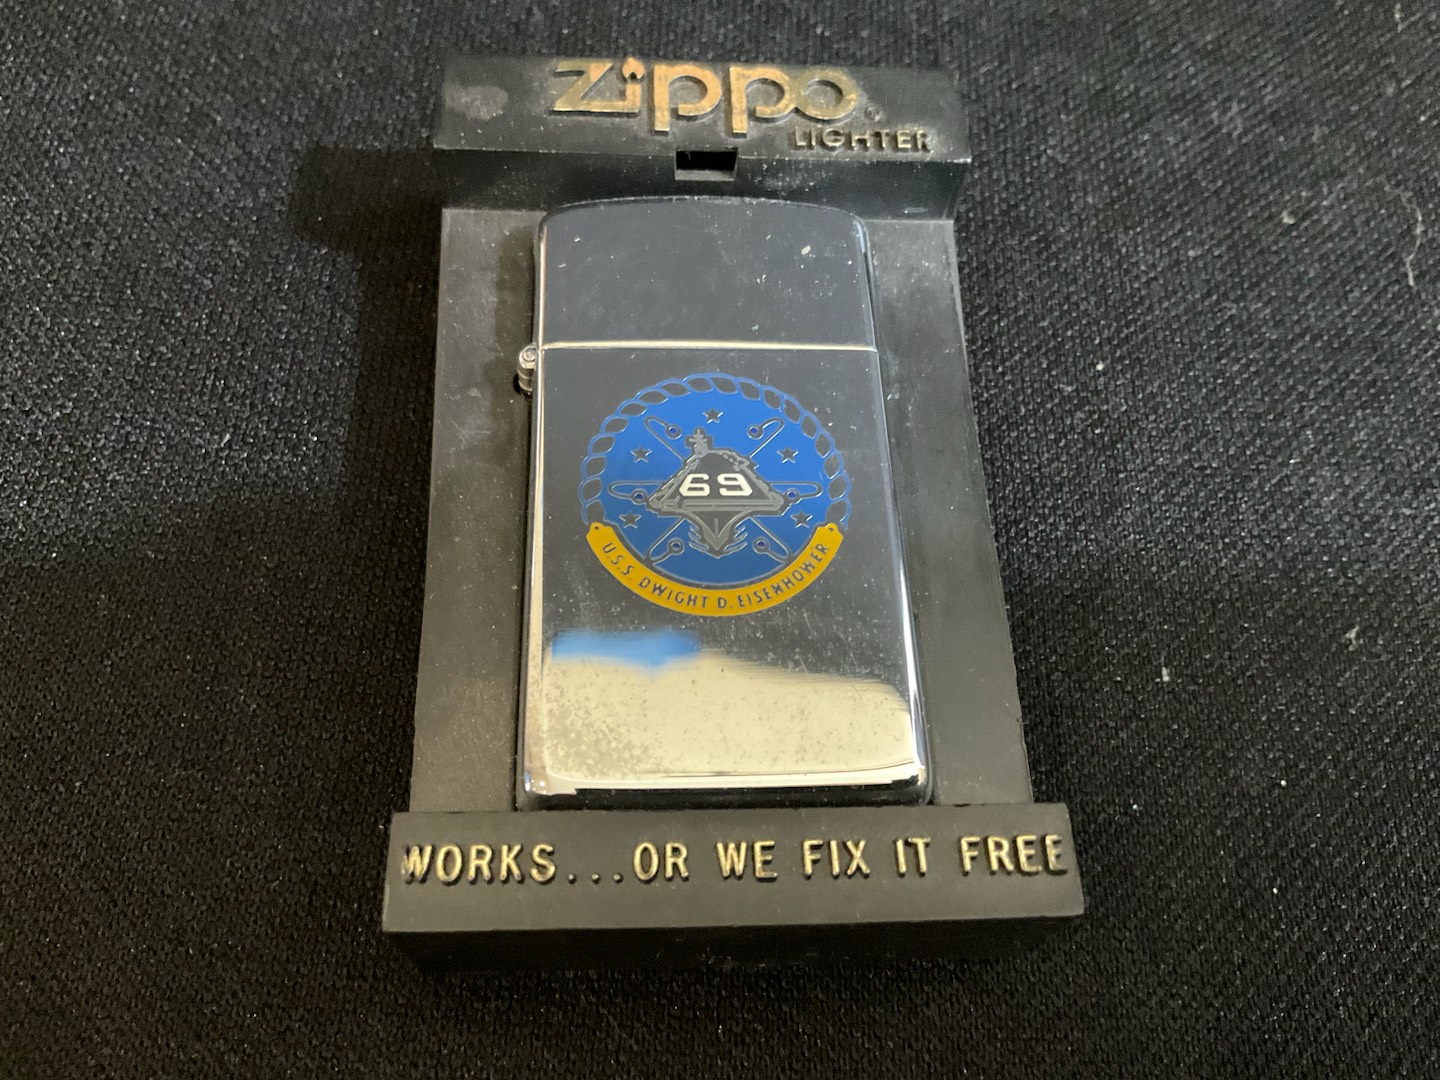 Zippo®
LIGHTER
69
U.S.S. DWIGHT D. EISENHOWER
WORKS...OR WE FIX IT FREE